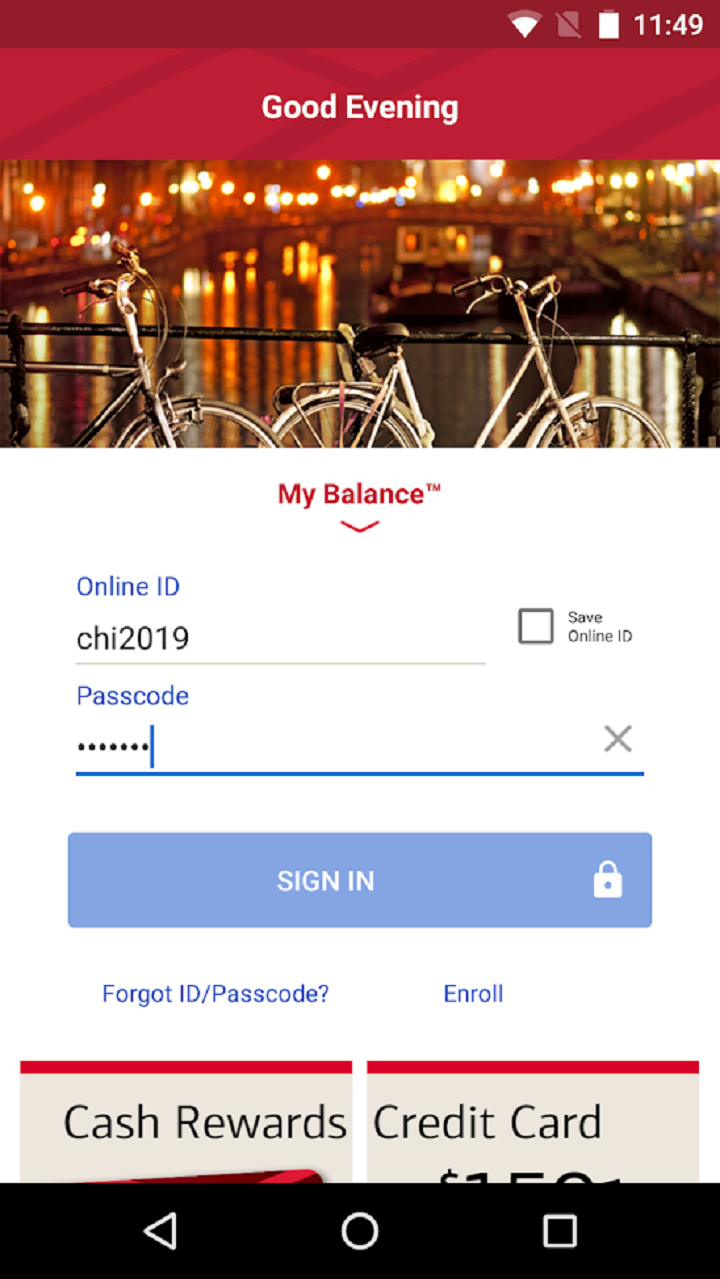 11:49
Good Evening
My Balance™
Online ID
chi2019
Save
Online ID
Passcode
•••••••
SIGN IN
Forgot ID/Passcode?
Enroll
Cash Rewards
Credit Card